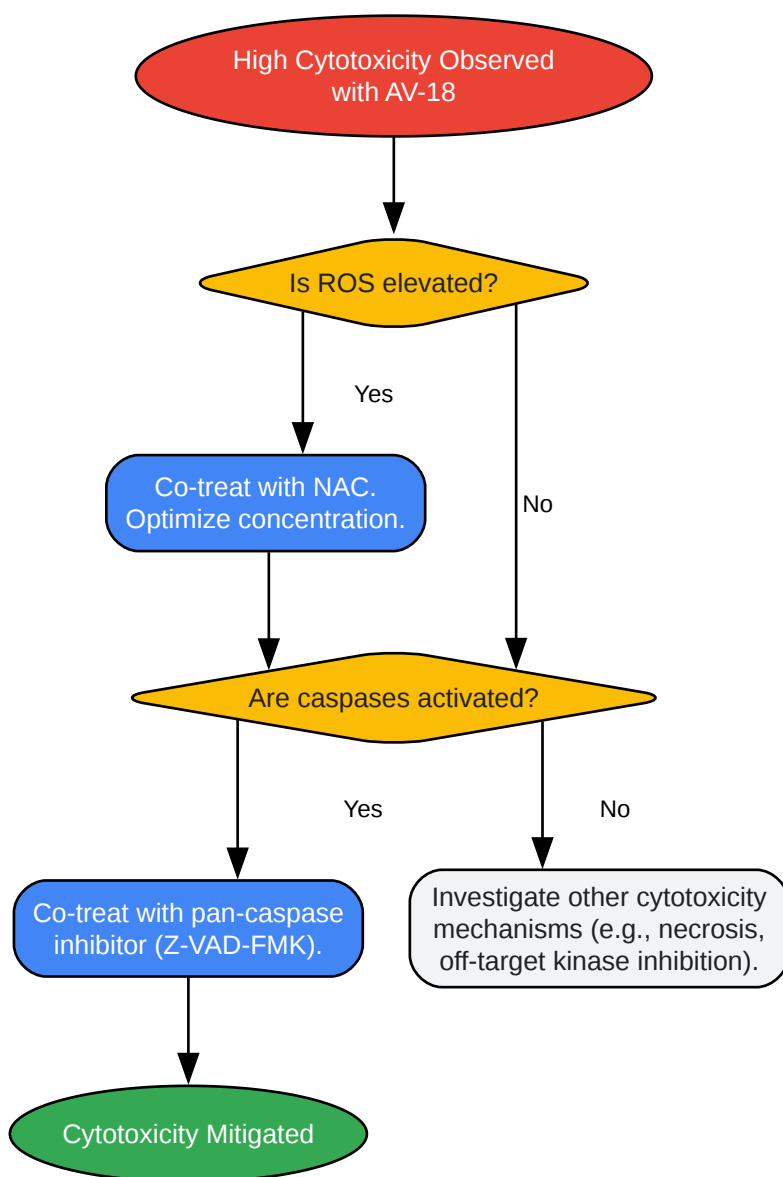 High Cytotoxicity Observed
with AV-18
Is ROS elevated?
Yes
Co-treat with NAC.
Optimize concentration.
No
Are caspases activated?
Yes
No
Co-treat with pan-caspase
inhibitor (Z-VAD-FMK).
Investigate other cytotoxicity
mechanisms (e.g., necrosis,
off-target kinase inhibition).
Cytotoxicity Mitigated